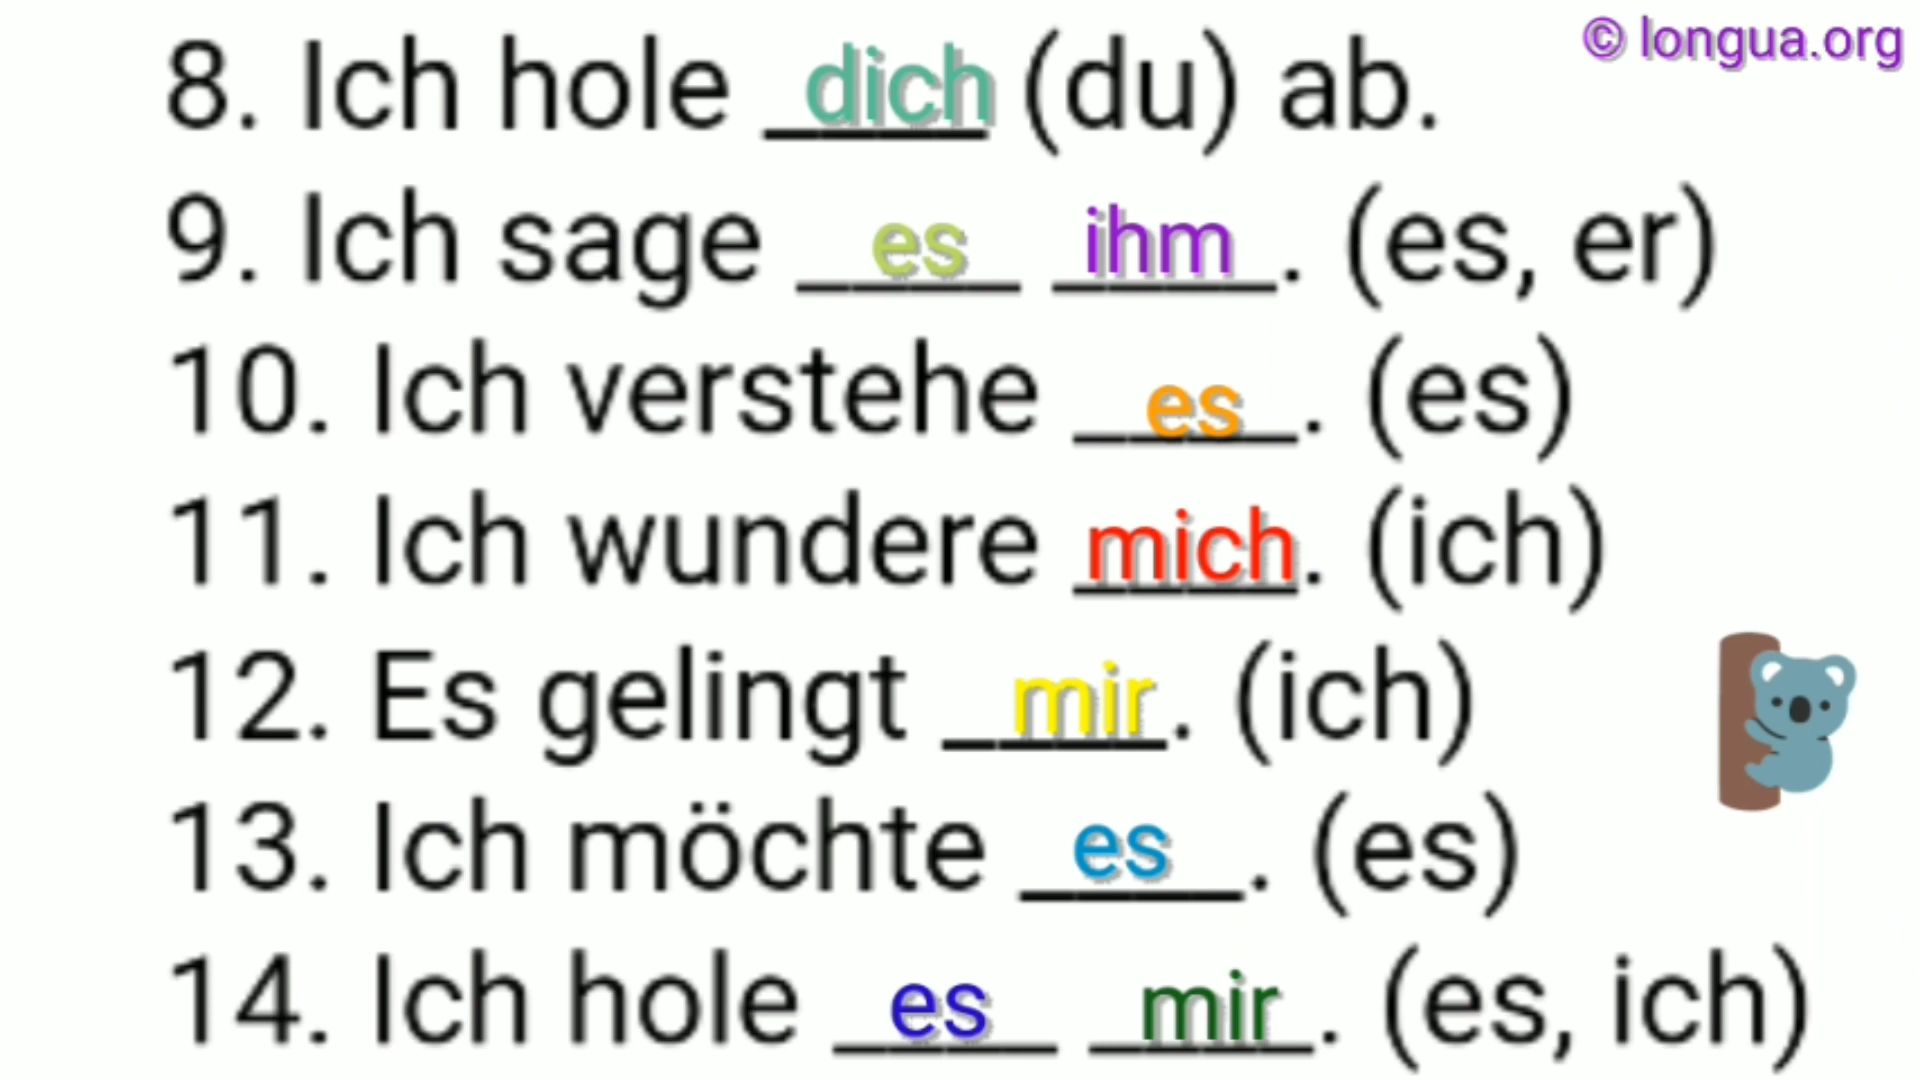 © longua.org
8. Ich hole dich (du) ab.
9. Ich sage es ihm. (es, er)
10. Ich verstehe es. (es)
11. Ich wundere mich. (ich)
12. Es gelingt mir. (ich)
13. Ich möchte es. (es)
14. Ich hole es mir. (es, ich)